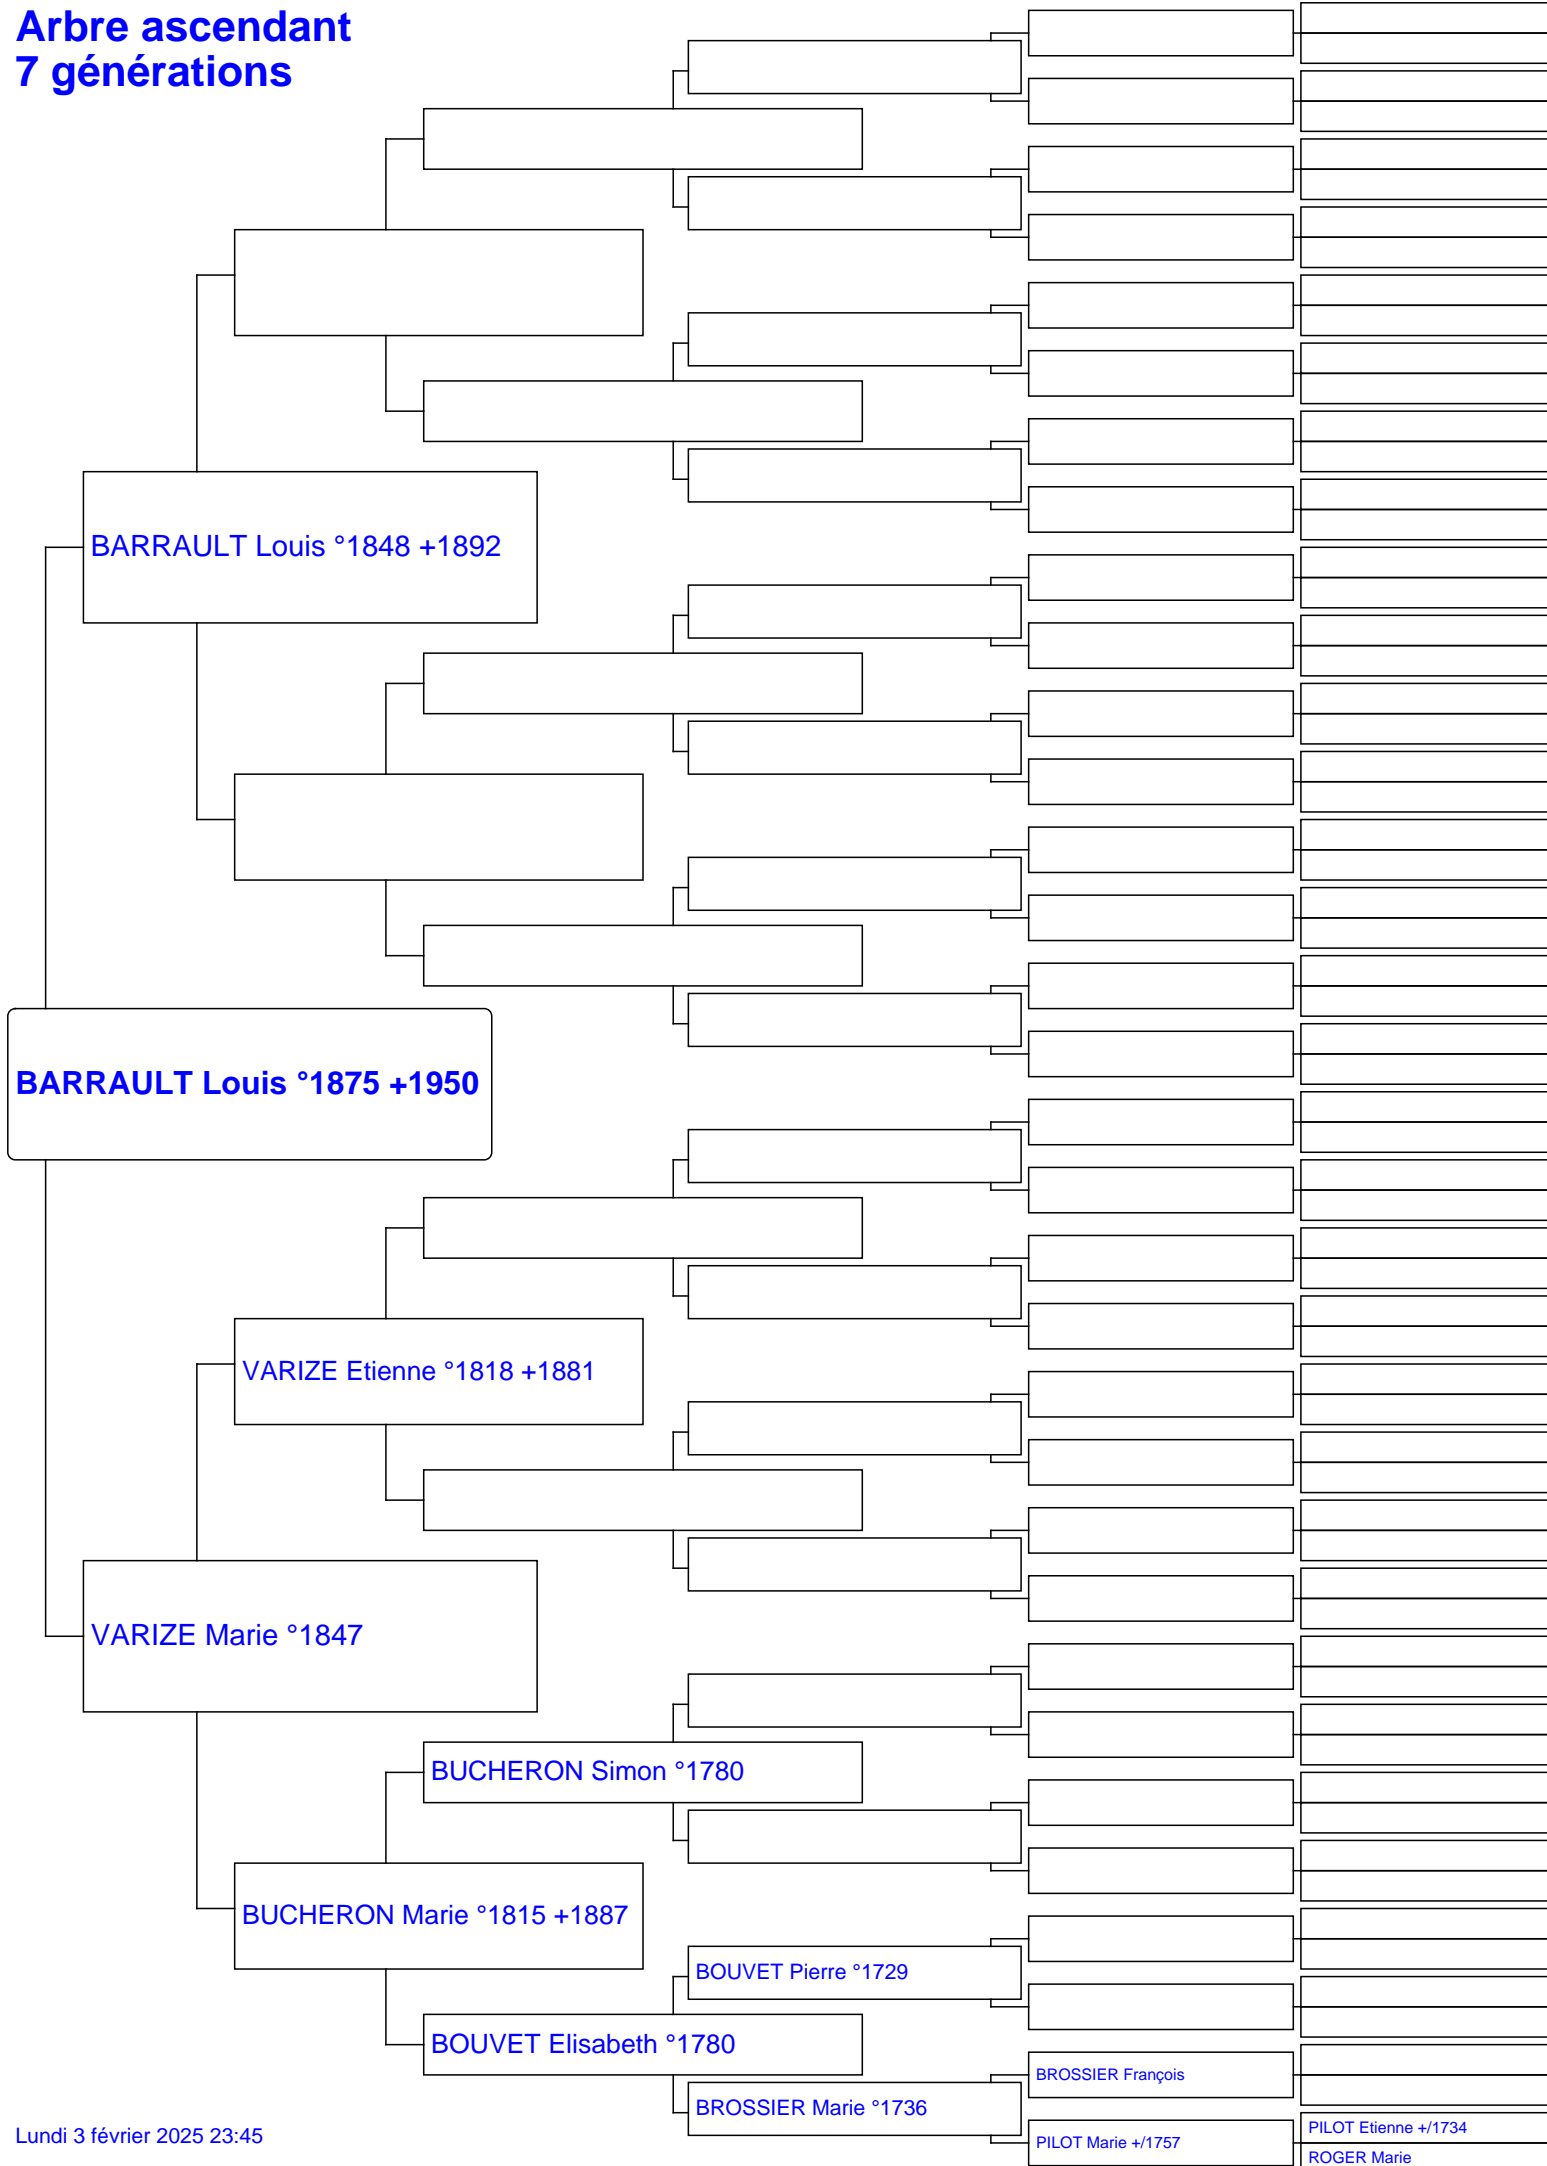 Arbre ascendant
7 générations
BARRAULT Louis °1848 +1892
BARRAULT Louis °1875 +1950
VARIZE Etienne °1818 +1881
VARIZE Marie °1847
BUCHERON Simon °1780
BUCHERON Marie °1815 +1887
BOUVET Pierre °1729
BOUVET Elisabeth °1780
BROSSIER François
BROSSIER Marie °1736
PILOT Etienne +/1734
PILOT Marie +/1757
ROGER Marie
Lundi 3 février 2025 23:45